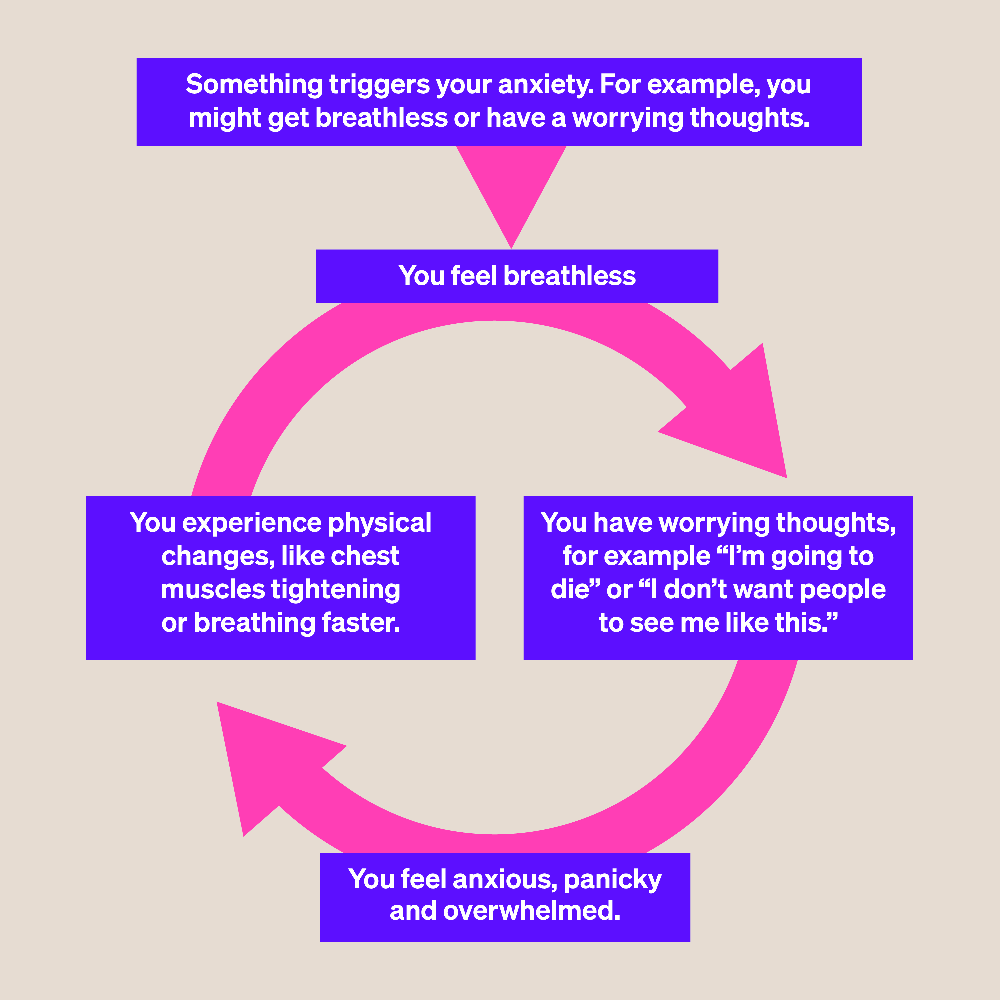 Something triggers your anxiety. For example, you
might get breathless or have a worrying thoughts.
You feel breathless
You have worrying thoughts,
for example “I’m going to
die” or “I don’t want people
to see me like this.”
You feel anxious, panicky
and overwhelmed.
You experience physical
changes, like chest
muscles tightening
or breathing faster.